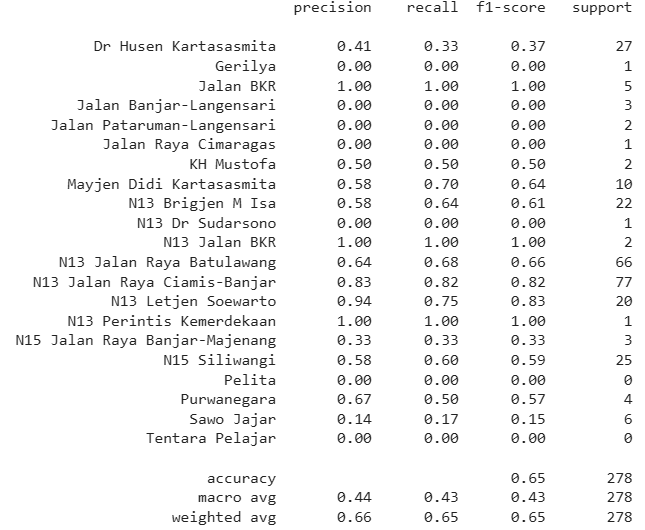 precision recall f1-score support
Dr Husen Kartasasmita 0.41 0.33 0.37 27
Gerilya 0.00 0.00 0.00 1
Jalan BKR 1.00 1.00 1.00 5
Jalan Banjar-Langensari 0.00 0.00 0.00 3
Jalan Pataruman-Langensari 0.00 0.00 0.00 2
Jalan Raya Cimaragas 0.00 0.00 0.00 1
KH Mustofa 0.50 0.50 0.50 2
Mayjen Didi Kartasasmita 0.58 0.70 0.64 10
N13 Brigjen M Isa 0.58 0.64 0.61 22
N13 Dr Sudarsono 0.00 0.00 0.00 1
N13 Jalan BKR 1.00 1.00 1.00 2
N13 Jalan Raya Batulawang 0.64 0.68 0.66 66
N13 Jalan Raya Ciamis-Banjar 0.83 0.82 0.82 77
N13 Letjen Soewarto 0.94 0.75 0.83 20
N13 Perintis Kemerdekaan 1.00 1.00 1.00 1
N15 Jalan Raya Banjar-Majenang 0.33 0.33 0.33 3
N15 Siliwangi 0.58 0.60 0.59 25
Pelita 0.00 0.00 0.00 0
Purwanegara 0.67 0.50 0.57 4
Sawo Jajar 0.14 0.17 0.15 6
Tentara Pelajar 0.00 0.00 0.00 0
accuracy 0.65 278
macro avg 0.44 0.43 0.43 278
weighted avg 0.66 0.65 0.65 278